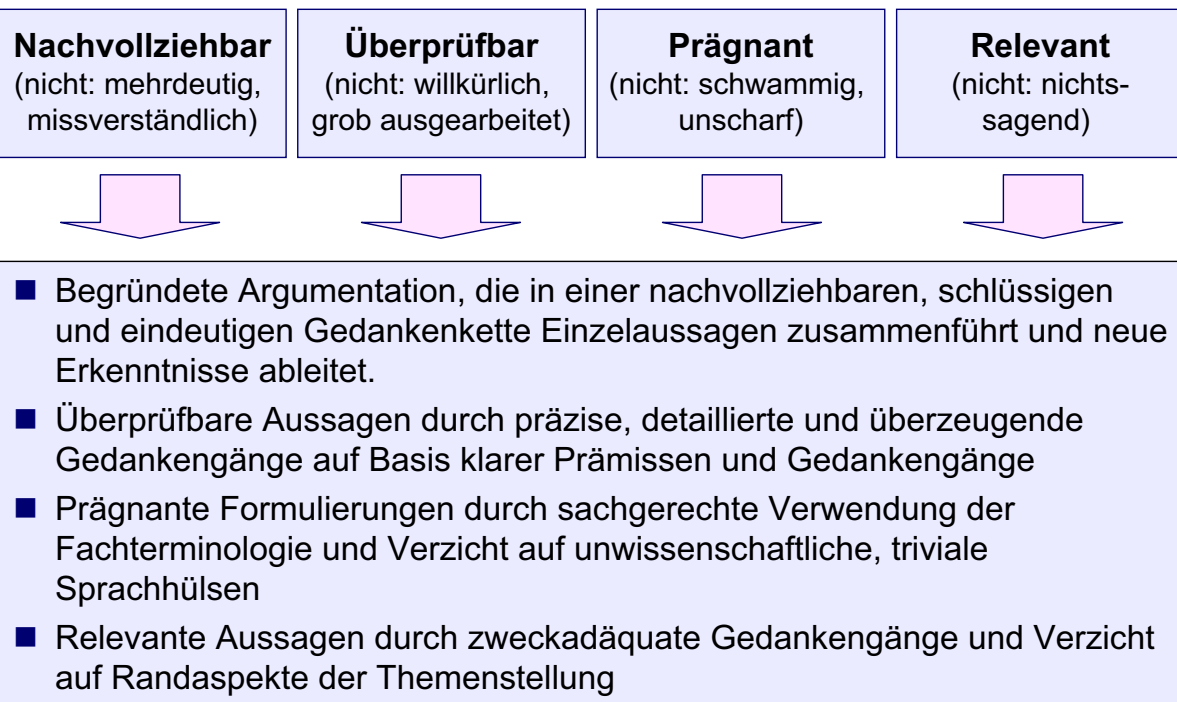 Nachvollziehbar
(nicht: mehrdeutig,
missverständlich)
Überprüfbar
(nicht: willkürlich,
grob ausgearbeitet)
Prägnant
(nicht: schwammig,
unscharf)
Relevant
(nicht: nichts-
sagend)
Begründete Argumentation, die in einer nachvollziehbaren, schlüssigen
und eindeutigen Gedankenkette Einzelaussagen zusammenführt und neue
Erkenntnisse ableitet.
Überprüfbare Aussagen durch präzise, detaillierte und überzeugende
Gedankengänge auf Basis klarer Prämissen und Gedankengänge
Prägnante Formulierungen durch sachgerechte Verwendung der
Fachterminologie und Verzicht auf unwissenschaftliche, triviale
Sprachhülsen
Relevante Aussagen durch zweckadäquate Gedankengänge und Verzicht
auf Randaspekte der Themenstellung